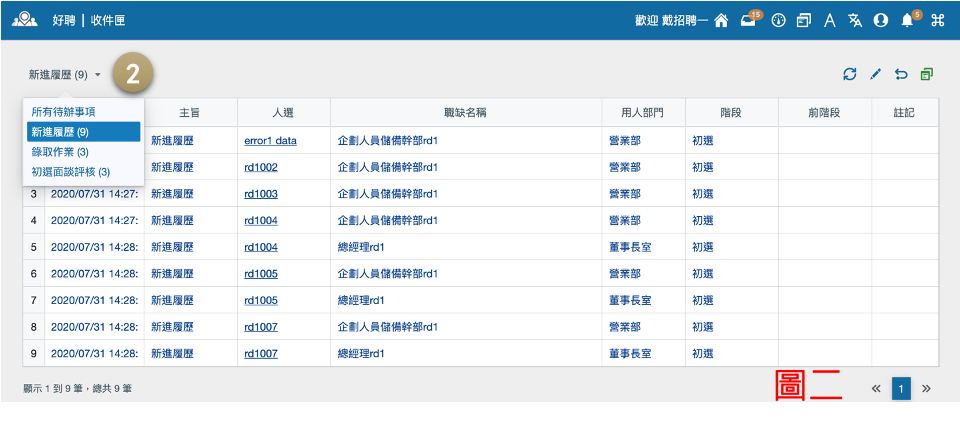 好聘 | 收件匣 歡迎 戴招聘一 15 5
新進履歷 (9) 2
所有待辦事項
新進履歷 (9)
錄取作業 (3)
初選面談評核 (3)
主旨 人選 職缺名稱 用人部門 階段 前階段 註記
新進履歷 error1 data 企劃人員儲備幹部rd1 營業部 初選
新進履歷 rd1002 企劃人員儲備幹部rd1 營業部 初選
3 2020/07/31 14:27: 新進履歷 rd1003 企劃人員儲備幹部rd1 營業部 初選
4 2020/07/31 14:27: 新進履歷 rd1004 企劃人員儲備幹部rd1 營業部 初選
5 2020/07/31 14:28: 新進履歷 rd1004 總經理rd1 董事長室 初選
6 2020/07/31 14:28: 新進履歷 rd1005 企劃人員儲備幹部rd1 營業部 初選
7 2020/07/31 14:28: 新進履歷 rd1005 總經理rd1 董事長室 初選
8 2020/07/31 14:28: 新進履歷 rd1007 企劃人員儲備幹部rd1 營業部 初選
9 2020/07/31 14:28: 新進履歷 rd1007 總經理rd1 董事長室 初選
顯示 1 到 9 筆，總共 9 筆 圖二 « 1 »